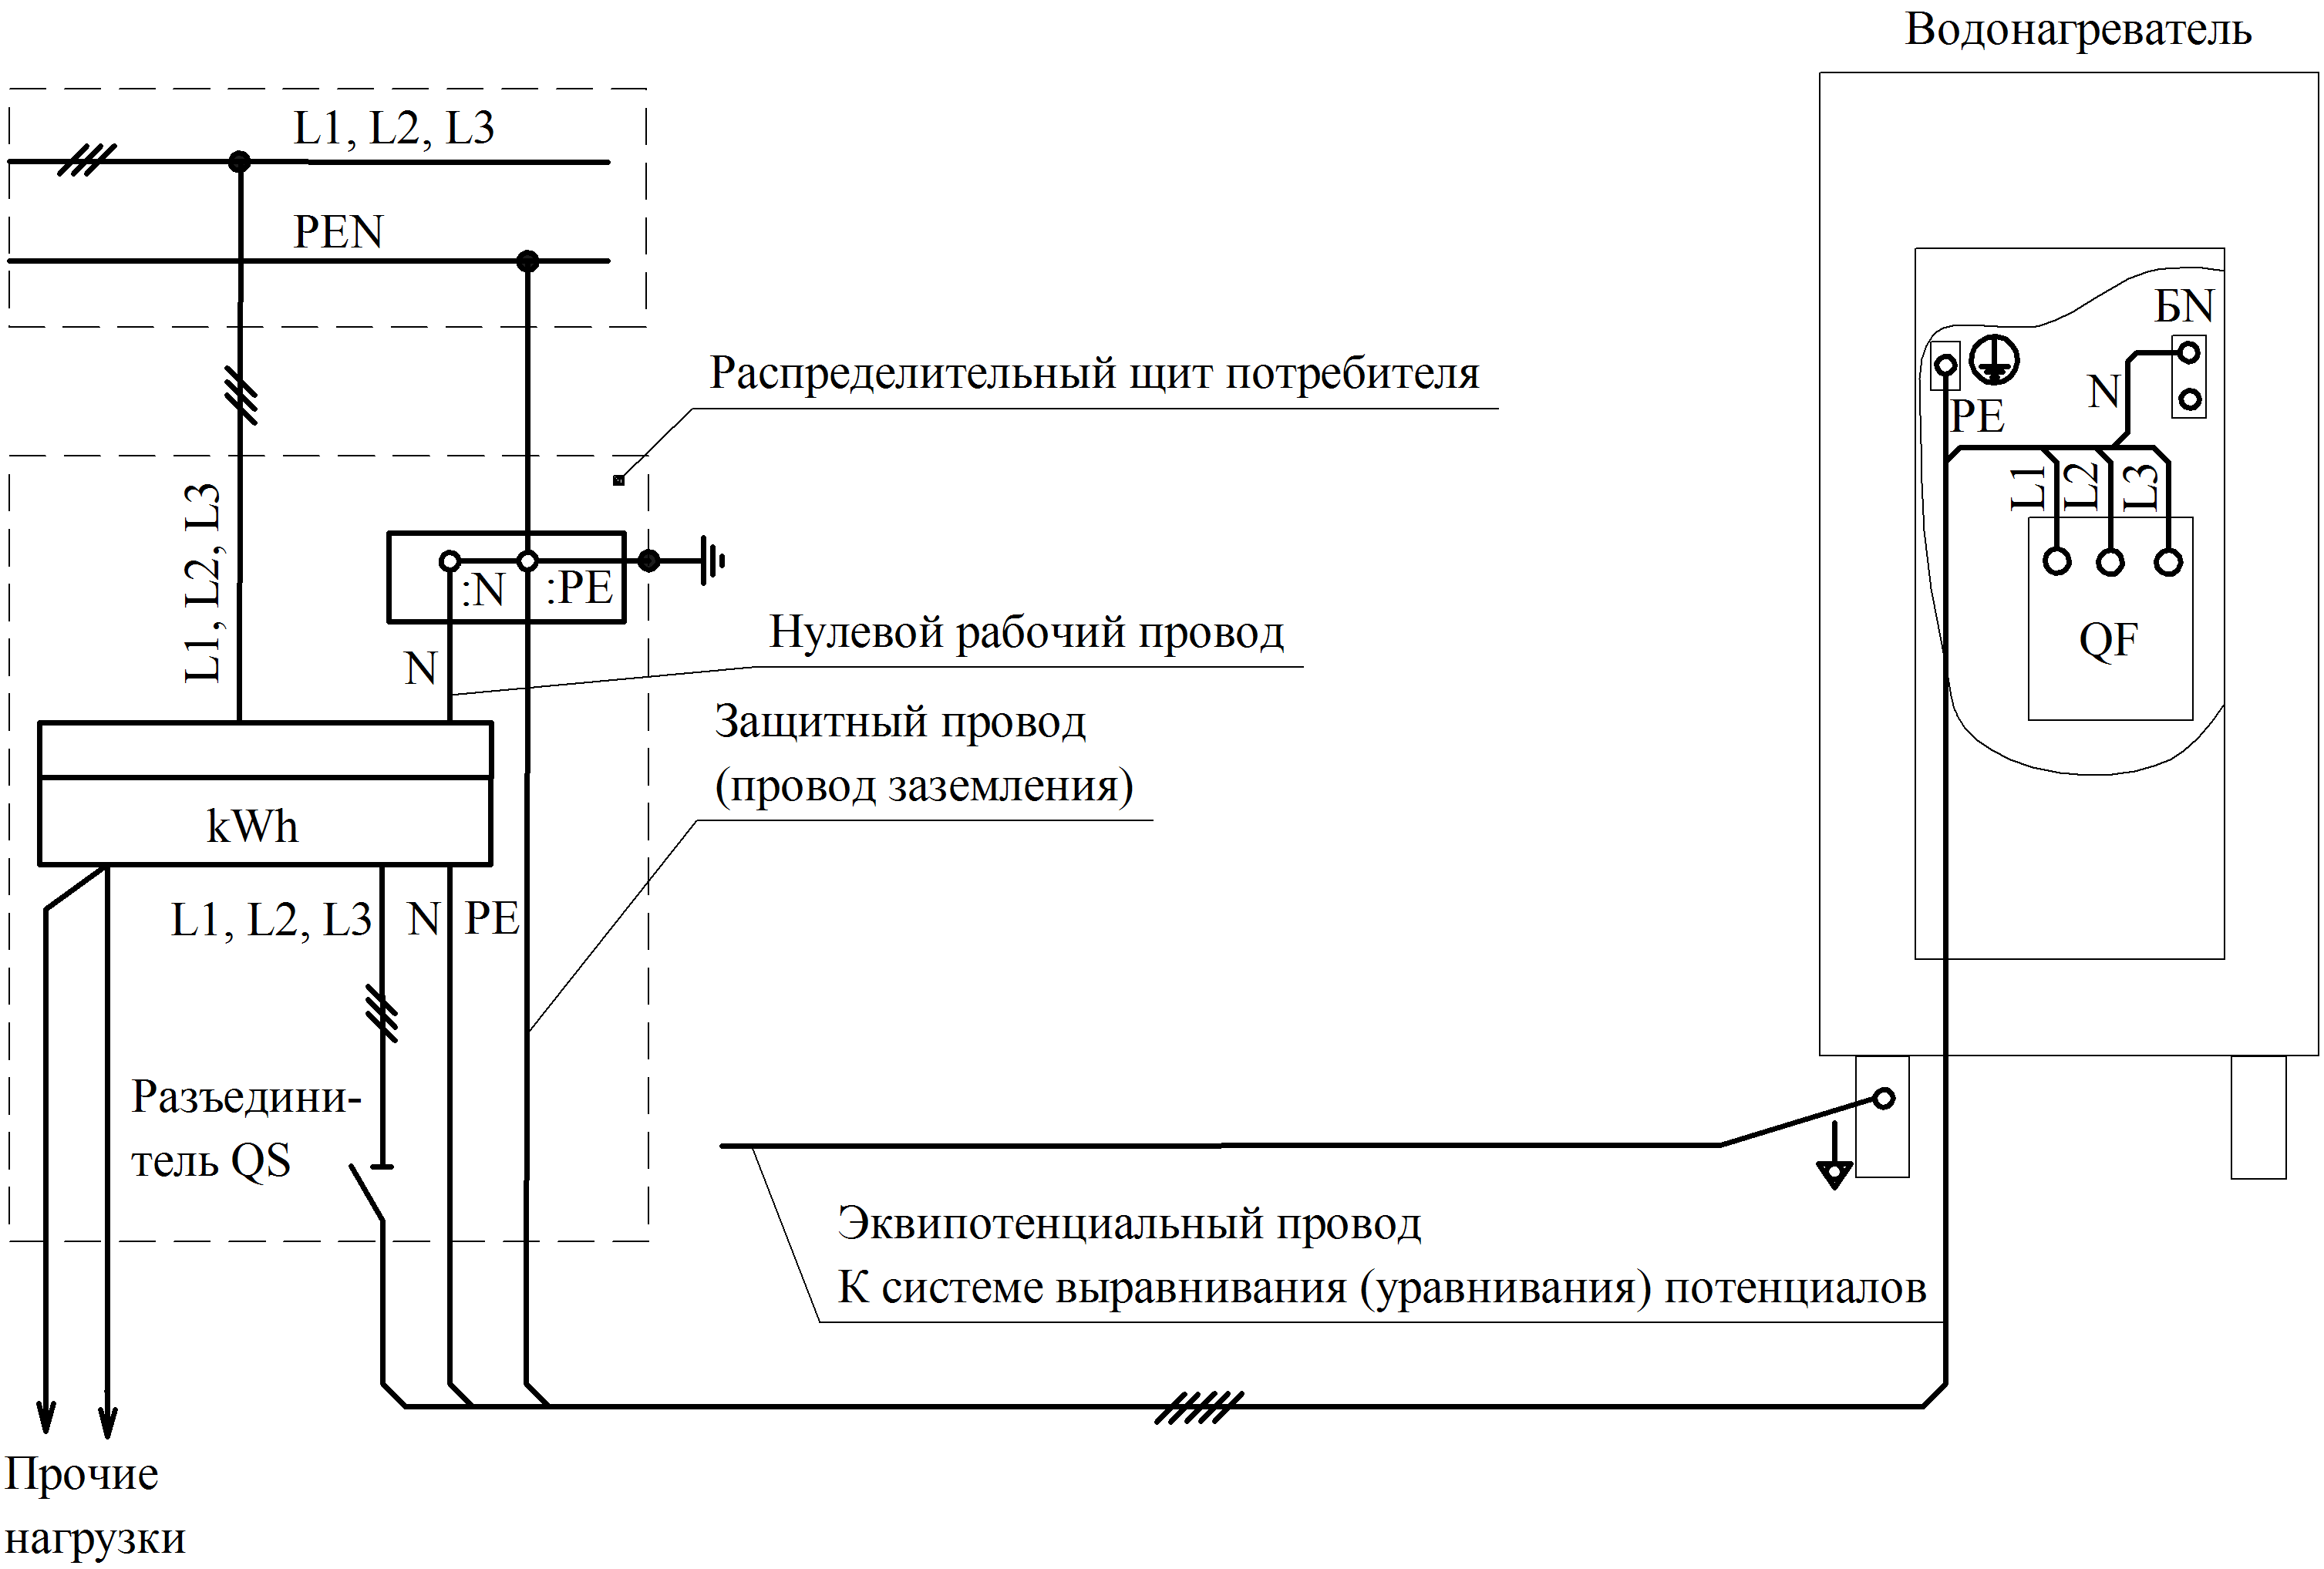 Водонагреватель
L1, L2, L3
PEN
БN
N
PE
Распределительный щит потребителя
L1
L2
L3
L1, L2, L3
:N
:PE
QF
Нулевой рабочий провод
N
Защитный провод
(провод заземления)
kWh
L1, L2, L3
N
PE
Разъедини-
тель QS
Эквипотенциальный провод
К системе выравнивания (уравнивания) потенциалов
Прочие
нагрузки